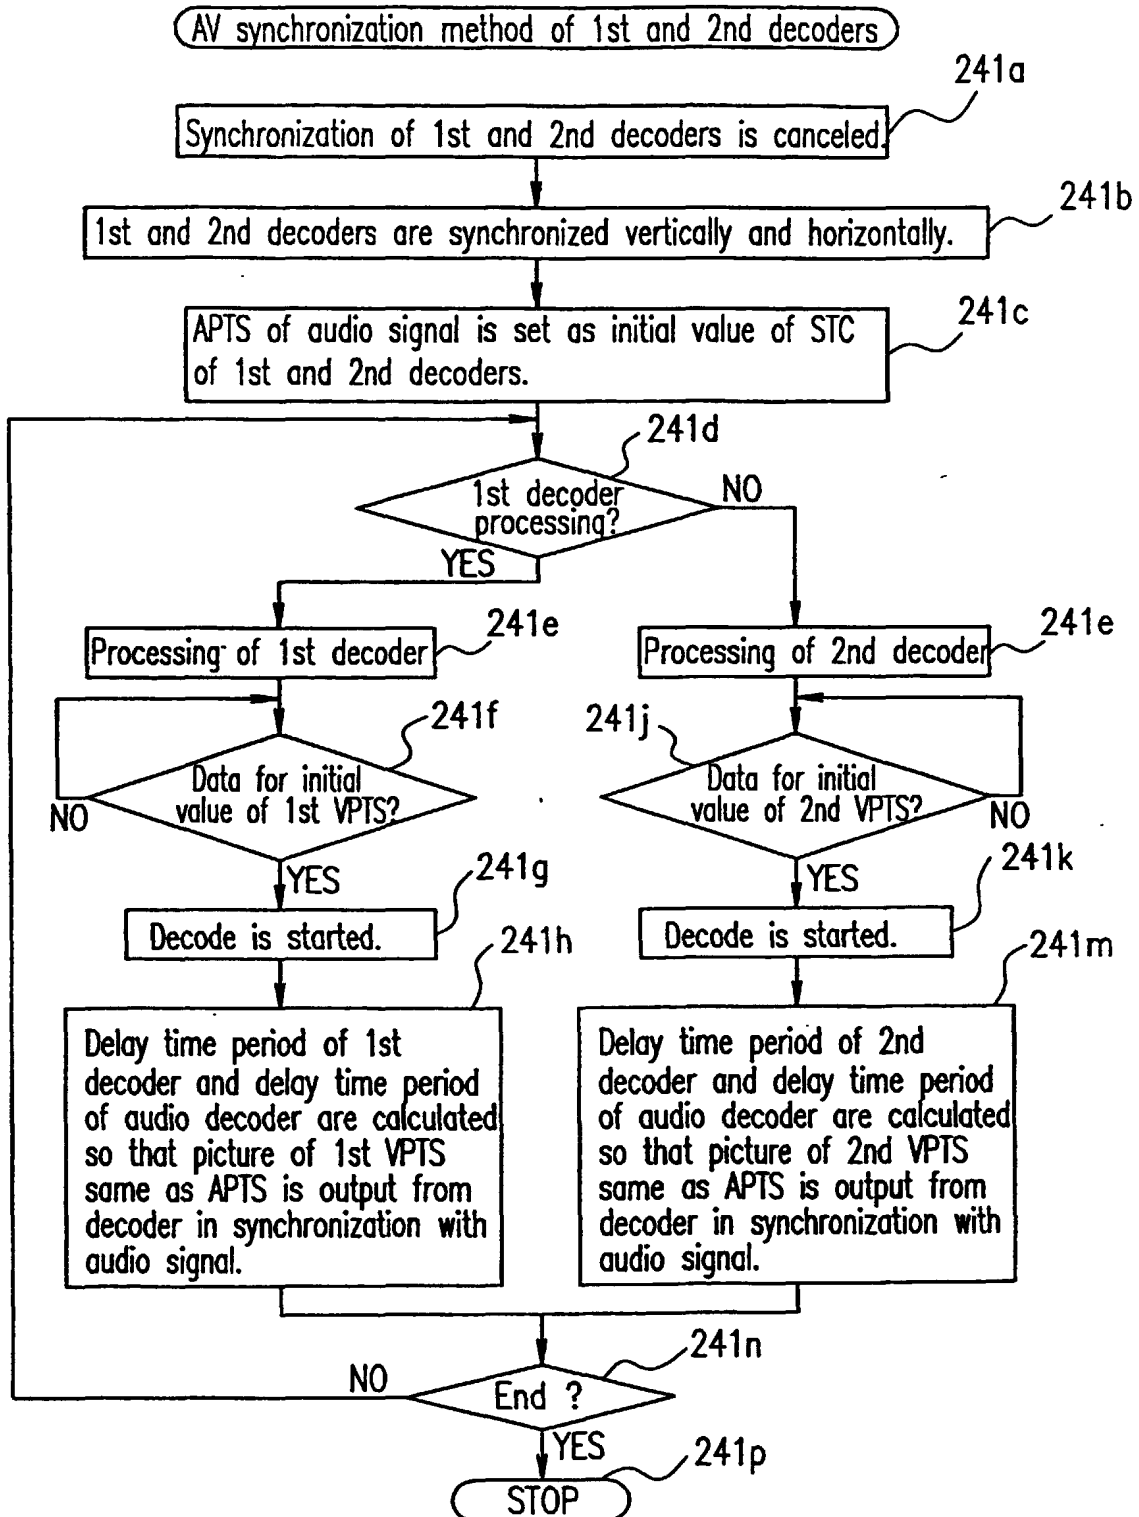 AV synchronization method of 1st and 2nd decoders
241a
Synchronization of 1st and 2nd decoders is canceled.
241b
1st and 2nd decoders are synchronized vertically and horizontally.
241c
APTS of audio signal is set as initial value of STC
of 1st and 2nd decoders.
241d
1st decoder
processing?
NO
YES
241e
Processing of 1st decoder
241e
Processing of 2nd decoder
241f
Data for initial
value of 1st VPTS?
NO
241j
Data for initial
value of 2nd VPTS?
NO
YES
241g
Decode is started.
YES
241k
Decode is started.
241h
Delay time period of 1st
decoder and delay time period
of audio decoder are calculated
so that picture of 1st VPTS
same as APTS is output from
decoder in synchronization with
audio signal.
241m
Delay time period of 2nd
decoder and delay time period
of audio decoder are calculated
so that picture of 2nd VPTS
same as APTS is output from
decoder in synchronization with
audio signal.
241n
NO
End ?
YES
241p
STOP